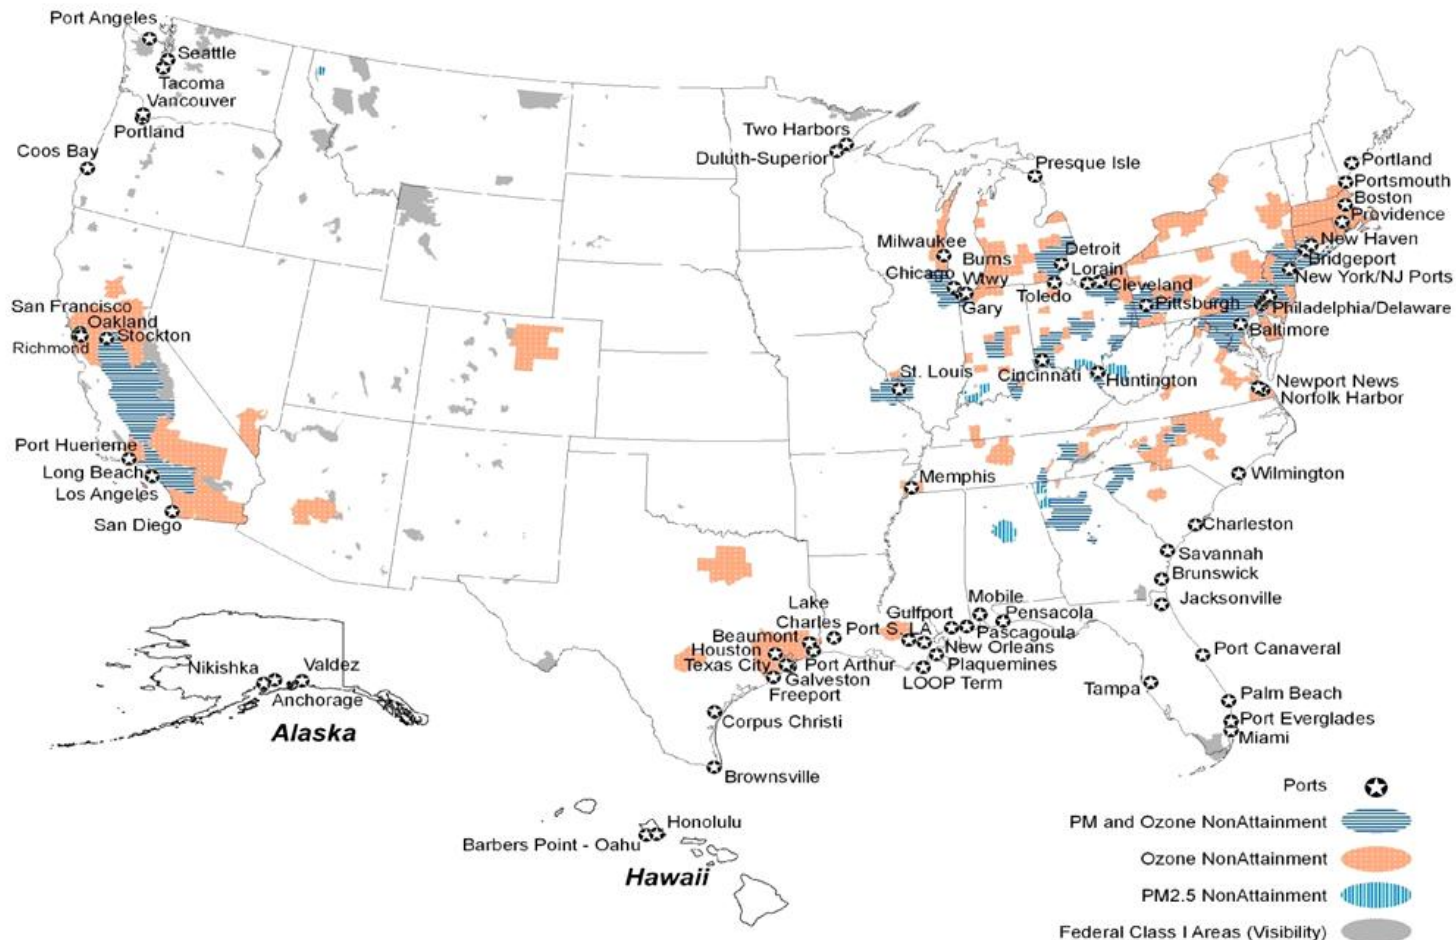 Port Angeles
Seattle
Tacoma
Vancouver
Portland
Coos Bay
Two Harbors
Duluth-Superior
Presque Isle
Portland
Portsmouth
Boston
Providence
New Haven
Bridgeport
New York/NJ Ports
Milwaukee
Burns
Wtwy
Chicago
Gary
Detroit
Lorain
Toledo
Cleveland
Pittsburgh
Philadelphia/Delaware
Baltimore
San Francisco
Oakland
Stockton
Richmond
St. Louis
Cincinnati
Huntington
Newport News
Norfolk Harbor
Port Hueneme
Long Beach
Los Angeles
San Diego
Memphis
Wilmington
Charleston
Savannah
Brunswick
Jacksonville
Lake
Charles
Beaumont
Houston
Texas City
Port Arthur
Galveston
Freeport
Port S. LA
Gulfport
Mobile
Pensacola
Pascagoula
New Orleans
Plaquemines
LOOP Term
Port Canaveral
Tampa
Palm Beach
Port Everglades
Miami
Corpus Christi
Brownsville
Nikishka
Valdez
Anchorage
Alaska
Honolulu
Barbers Point - Oahu
Hawaii
Ports
PM and Ozone NonAttainment
Ozone NonAttainment
PM2.5 NonAttainment
Federal Class I Areas (Visibility)